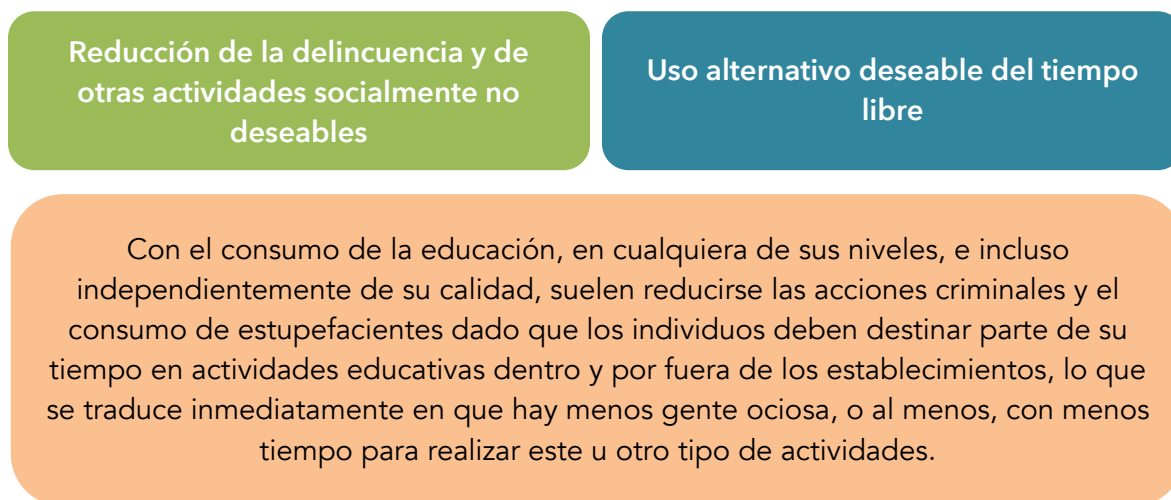 Reducción de la delincuencia y de
otras actividades socialmente no
deseables
Uso alternativo deseable del tiempo
libre
Con el consumo de la educación, en cualquiera de sus niveles, e incluso
independientemente de su calidad, suelen reducirse las acciones criminales y el
consumo de estupefacientes dado que los individuos deben destinar parte de su
tiempo en actividades educativas dentro y por fuera de los establecimientos, lo que
se traduce inmediatamente en que hay menos gente ociosa, o al menos, con menos
tiempo para realizar este u otro tipo de actividades.